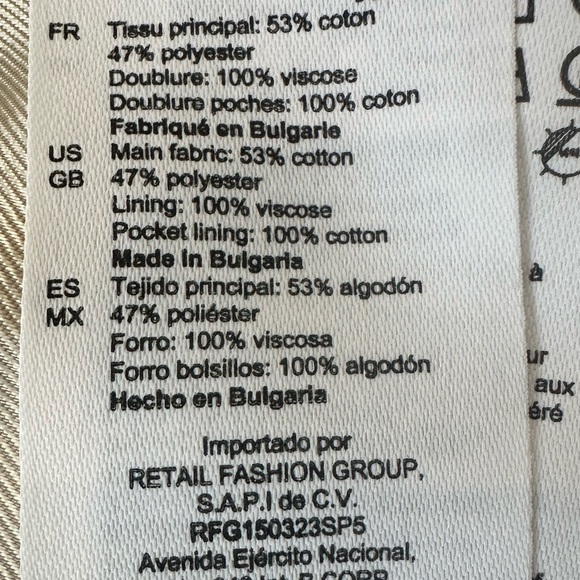 FR Tissu principal: 53% coton
47% polyester
Doublure: 100% viscose
Doublure poches: 100% coton
Fabriqué en Bulgarie
US Main fabric: 53% cotton
GB 47% polyester
Lining: 100% viscose
Pocket lining: 100% cotton
Made In Bulgaria
ES Tejido principal: 53% algodón
MX 47% poliéster
Forro: 100% viscosa
Forro bolsillos: 100% algodón
Hecho en Bulgaria
Importado por
RETAIL FASHION GROUP,
S.A.P.I de C.V.
RFG150323SP5
Avenida Ejército Nacional,
à
ur
aux
éré